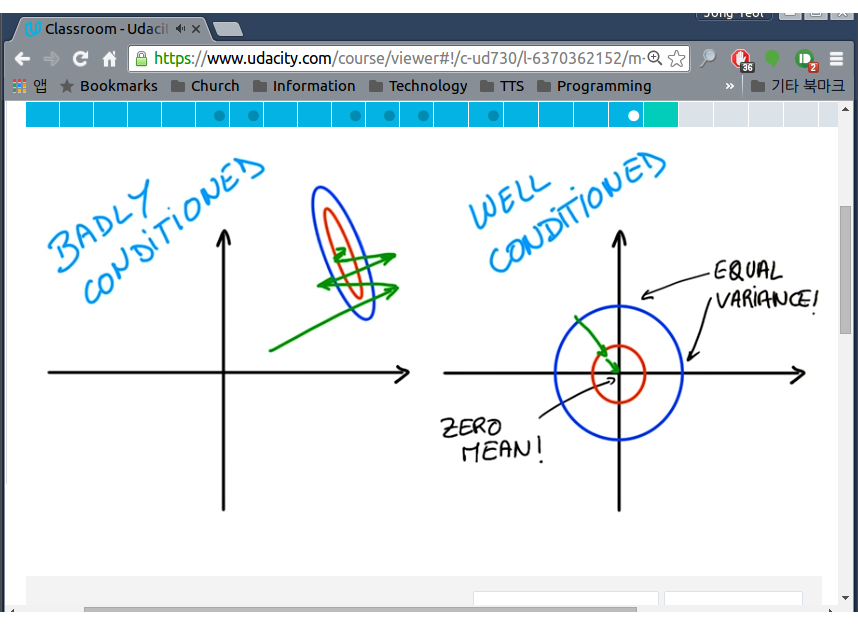 Jong Yeol
Classroom - Udaci
https://www.udacity.com/course/viewer#!/c-ud730/l-6370362152/m-
36
2
앱 Bookmarks Church Information Technology TTS Programming » 기타 북마크
BADLY
CONDITIONED
WELL
CONDITIONED
EQUAL
VARIANCE!
ZERO
MEAN!